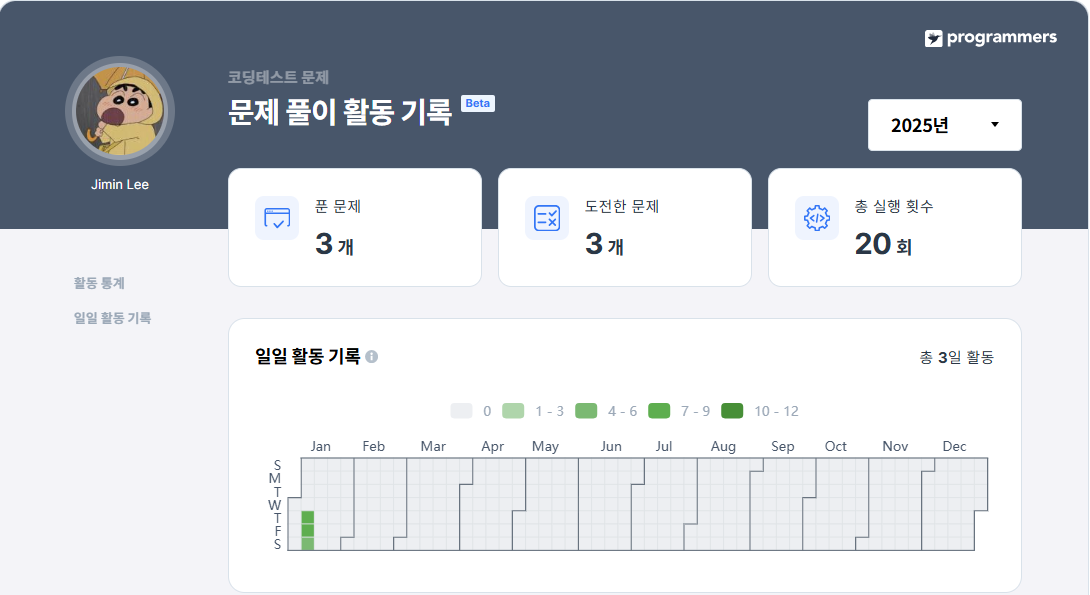 programmers
코딩테스트 문제
문제 풀이 활동 기록 Beta
2025년
Jimin Lee
푼 문제
3 개
도전한 문제
3 개
총 실행 횟수
20 회
활동 통계
일일 활동 기록
일일 활동 기록
총 3일 활동
0 1 - 3 4 - 6 7 - 9 10 - 12
Jan Feb Mar Apr May Jun Jul Aug Sep Oct Nov Dec
S
M
T
W
T
F
S